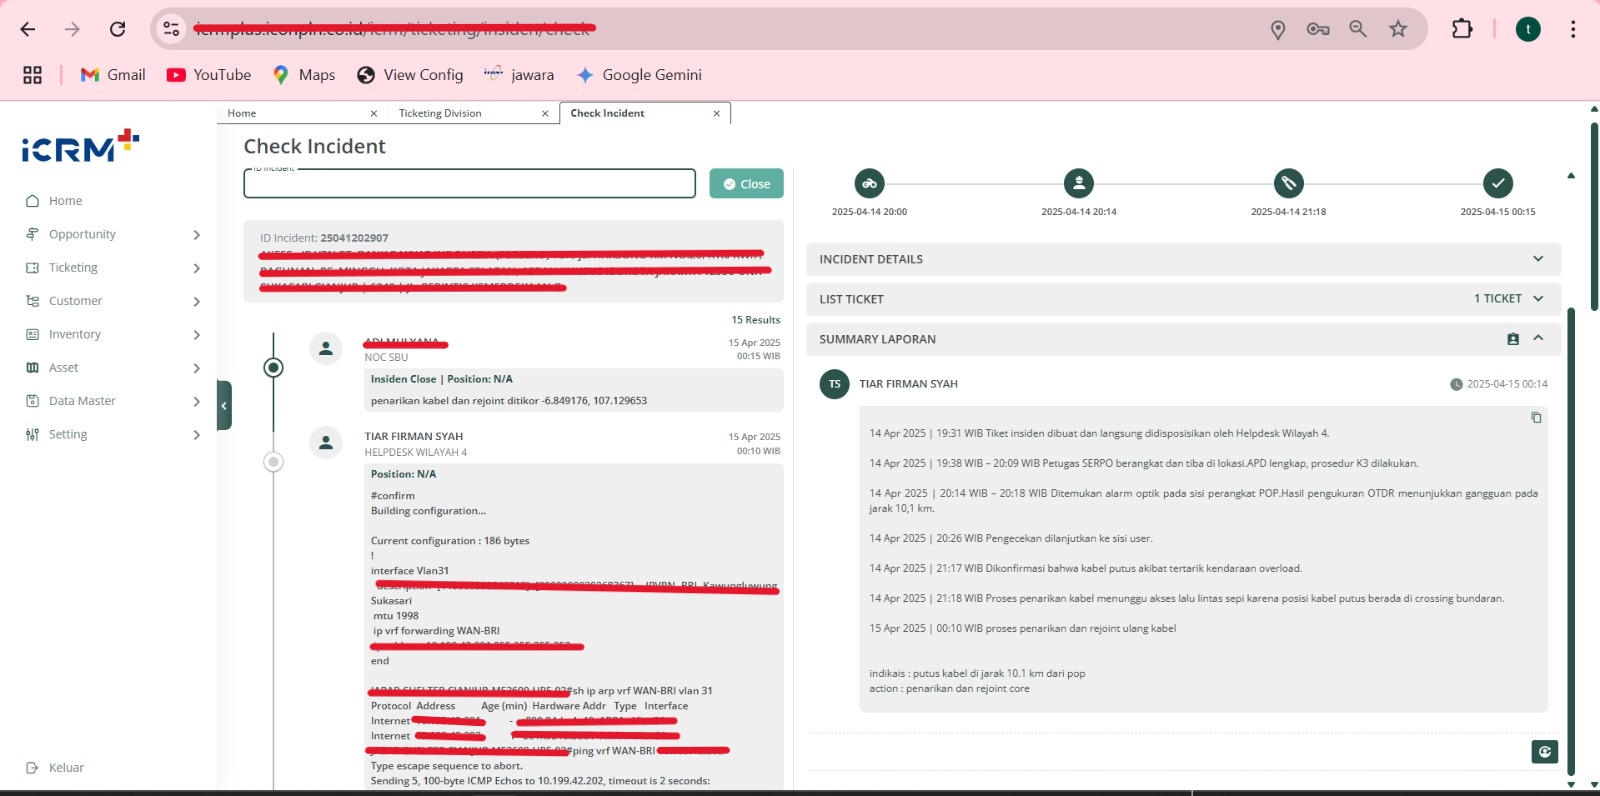 Gmail
YouTube
Maps
View Config
jawara
Google Gemini
t
Home
Ticketing Division
Check Incident
iCRM+
Home
Opportunity
Ticketing
Customer
Inventory
Asset
Data Master
Setting
Keluar
Check Incident
ID Incident
Close
ID Incident: 25041202907
15 Results
15 Apr 2025
NOC SBU
00:15 WIB
Insiden Close | Position: N/A
penarikan kabel dan rejoint ditikor -6.849176, 107.129653
TIAR FIRMAN SYAH
15 Apr 2025
HELPDESK WILAYAH 4
00:10 WIB
Position: N/A
#confirm
Building configuration...
Current configuration : 186 bytes
!
interface Vlan31
Sukasari
mtu 1998
ip vrf forwarding WAN-BRI
end
#sh ip arp vrf WAN-BRI vlan 31
Protocol Address Age (min) Hardware Addr Type Interface
Internet -
Internet
#ping vrf WAN-BRI
Type escape sequence to abort.
Sending 5, 100-byte ICMP Echos to 10.199.42.202, timeout is 2 seconds:
2025-04-14 20:00
2025-04-14 20:14
2025-04-14 21:18
2025-04-15 00:15
INCIDENT DETAILS
LIST TICKET
1 TICKET
SUMMARY LAPORAN
TS
TIAR FIRMAN SYAH
2025-04-15 00:14
14 Apr 2025 | 19:31 WIB Tiket insiden dibuat dan langsung didisposisikan oleh Helpdesk Wilayah 4.
14 Apr 2025 | 19:38 WIB – 20:09 WIB Petugas SERPO berangkat dan tiba di lokasi.APD lengkap, prosedur K3 dilakukan.
14 Apr 2025 | 20:14 WIB – 20:18 WIB Ditemukan alarm optik pada sisi perangkat POP.Hasil pengukuran OTDR menunjukkan gangguan pada
jarak 10,1 km.
14 Apr 2025 | 20:26 WIB Pengecekan dilanjutkan ke sisi user.
14 Apr 2025 | 21:17 WIB Dikonfirmasi bahwa kabel putus akibat tertarik kendaraan overload.
14 Apr 2025 | 21:18 WIB Proses penarikan kabel menunggu akses lalu lintas sepi karena posisi kabel putus berada di crossing bundaran.
15 Apr 2025 | 00:10 WIB proses penarikan dan rejoint ulang kabel
indikais : putus kabel di jarak 10.1 km dari pop
action : penarikan dan rejoint core